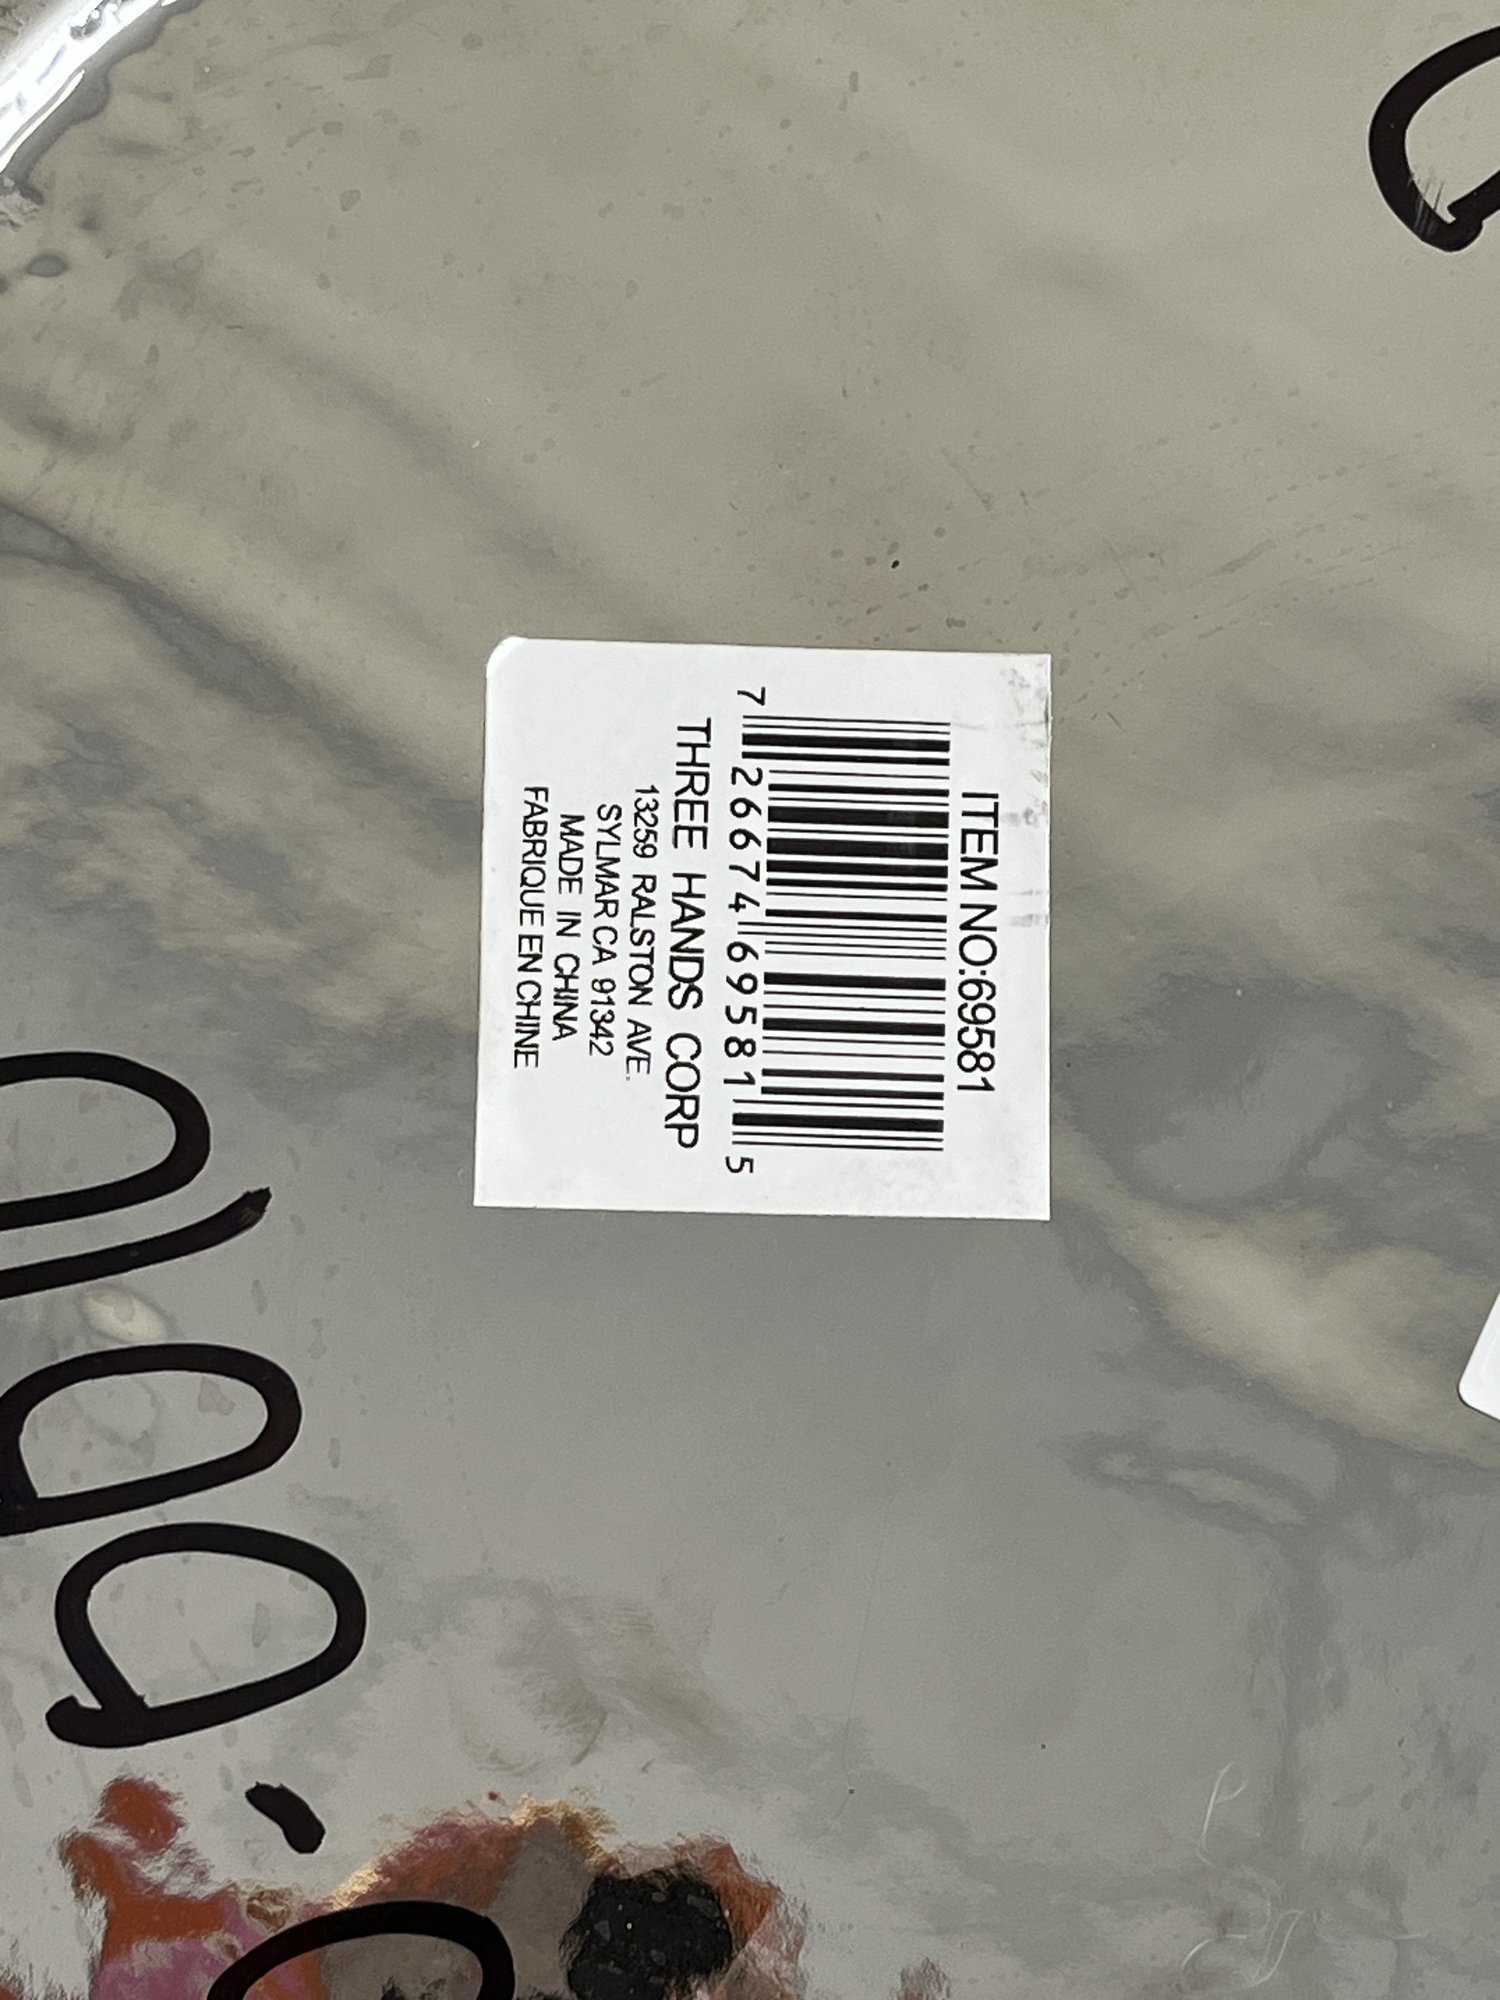 ITEM NO:69581
7 26674 69581 5
THREE HANDS CORP
13259 RALSTON AVE.
SYLMAR CA 91342
MADE IN CHINA
FABRIQUE EN CHINE